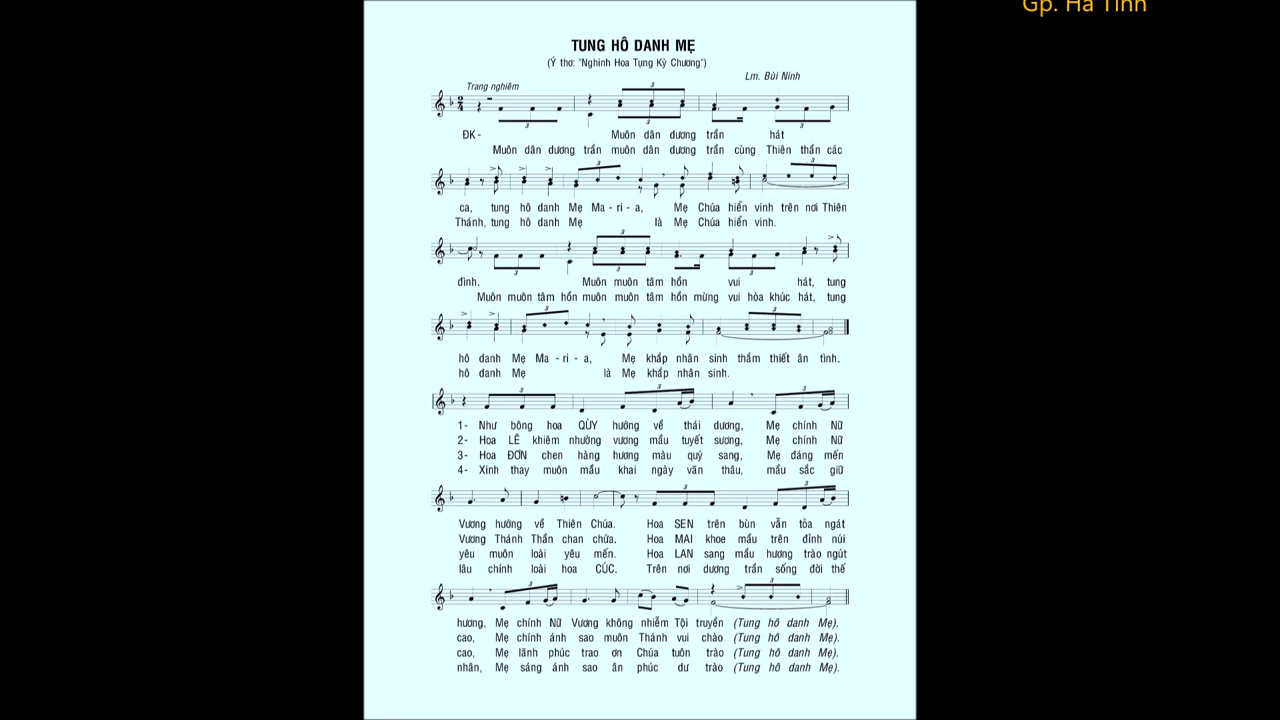 Gp. Hà Tĩnh
TUNG HÔ DANH MẸ
(Ý thơ: "Nghinh Hoa Tụng Kỳ Chương")
Lm. Bùi Ninh
Trang nghiêm
ĐK- Muôn dân dương trần hát
Muôn dân dương trần muôn dân dương trần cùng Thiên thần các
ca, tung hô danh Mẹ Ma - ri - a, Mẹ Chúa hiển vinh trên nơi Thiên
Thánh, tung hô danh Mẹ là Mẹ Chúa hiển vinh.
đình. Muôn muôn tâm hồn vui hát, tung
Muôn muôn tâm hồn muôn muôn tâm hồn mừng vui hòa khúc hát, tung
hô danh Mẹ Ma - ri - a, Mẹ khắp nhân sinh thắm thiết ân tình.
hô danh Mẹ là Mẹ khắp nhân sinh.
1- Như bông hoa QÙY hướng về thái dương, Mẹ chính Nữ
2- Hoa LÊ khiêm nhường vương mầu tuyết sương, Mẹ chính Nữ
3- Hoa ĐƠN chen hàng hương màu quý sang, Mẹ đáng mến
4- Xinh thay muôn mầu khai ngày văn thâu, mầu sắc giữ
Vương hướng về Thiên Chúa. Hoa SEN trên bùn vẫn tỏa ngát
Vương Thánh Thần chan chứa. Hoa MAI khoe mầu trên đỉnh núi
yêu muôn loài yêu mến. Hoa LAN sang mầu hương trào ngút
lâu chính loài hoa CÚC. Trên nơi dương trần sống đời thế
hương, Mẹ chính Nữ Vương không nhiễm Tội truyền (Tung hô danh Mẹ).
cao, Mẹ chính ánh sao muôn Thánh vui chào (Tung hô danh Mẹ).
cao, Mẹ lãnh phúc trao ơn Chúa tuôn trào (Tung hô danh Mẹ).
nhân, Mẹ sáng ánh sao ân phúc dư trào (Tung hô danh Mẹ).